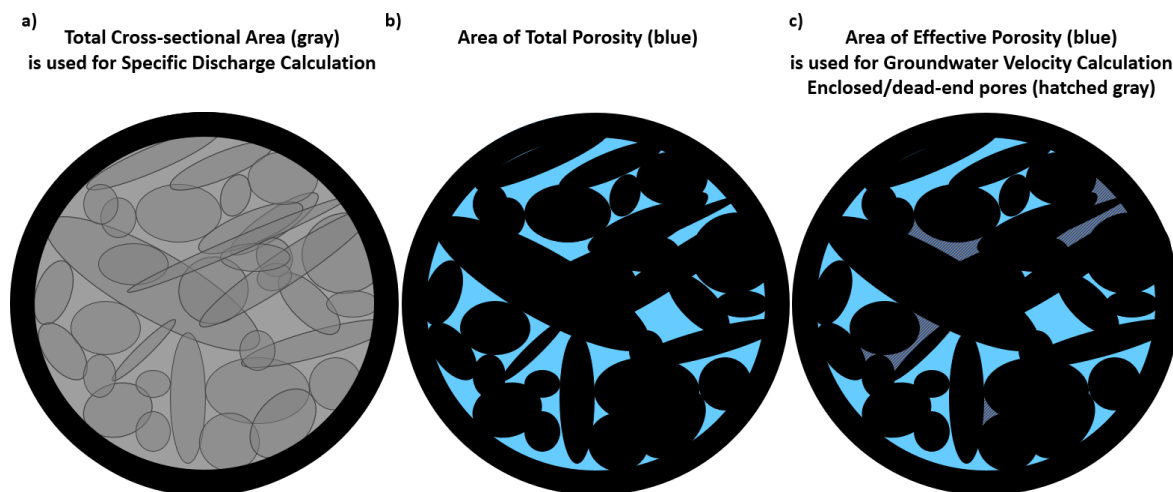 a)
Total Cross-sectional Area (gray)
is used for Specific Discharge Calculation
b)
Area of Total Porosity (blue)
c)
Area of Effective Porosity (blue)
is used for Groundwater Velocity Calculation
Enclosed/dead-end pores (hatched gray)